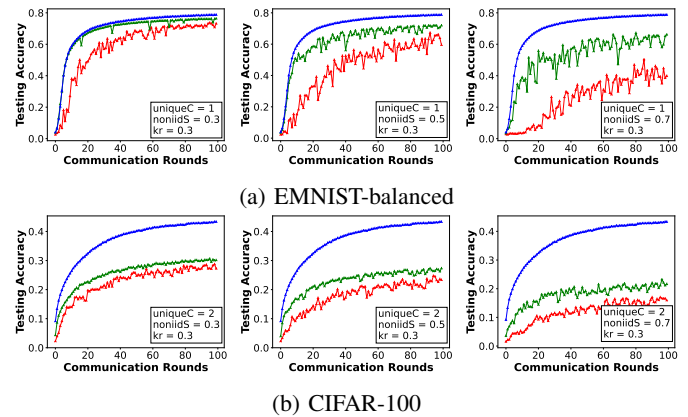 Testing Accuracy
0.8
0.6
0.4
0.2
0.0
0 20 40 60 80 100
Communication Rounds
uniqueC = 1
noniidS = 0.3
kr = 0.3
Testing Accuracy
0.8
0.6
0.4
0.2
0.0
0 20 40 60 80 100
Communication Rounds
uniqueC = 1
noniidS = 0.5
kr = 0.3
Testing Accuracy
0.8
0.6
0.4
0.2
0.0
0 20 40 60 80 100
Communication Rounds
uniqueC = 1
noniidS = 0.7
kr = 0.3
(a) EMNIST-balanced
Testing Accuracy
0.4
0.3
0.2
0.1
0.0
0 20 40 60 80 100
Communication Rounds
uniqueC = 2
noniidS = 0.3
kr = 0.3
Testing Accuracy
0.4
0.3
0.2
0.1
0.0
0 20 40 60 80 100
Communication Rounds
uniqueC = 2
noniidS = 0.5
kr = 0.3
Testing Accuracy
0.4
0.3
0.2
0.1
0.0
0 20 40 60 80 100
Communication Rounds
uniqueC = 2
noniidS = 0.7
kr = 0.3
(b) CIFAR-100